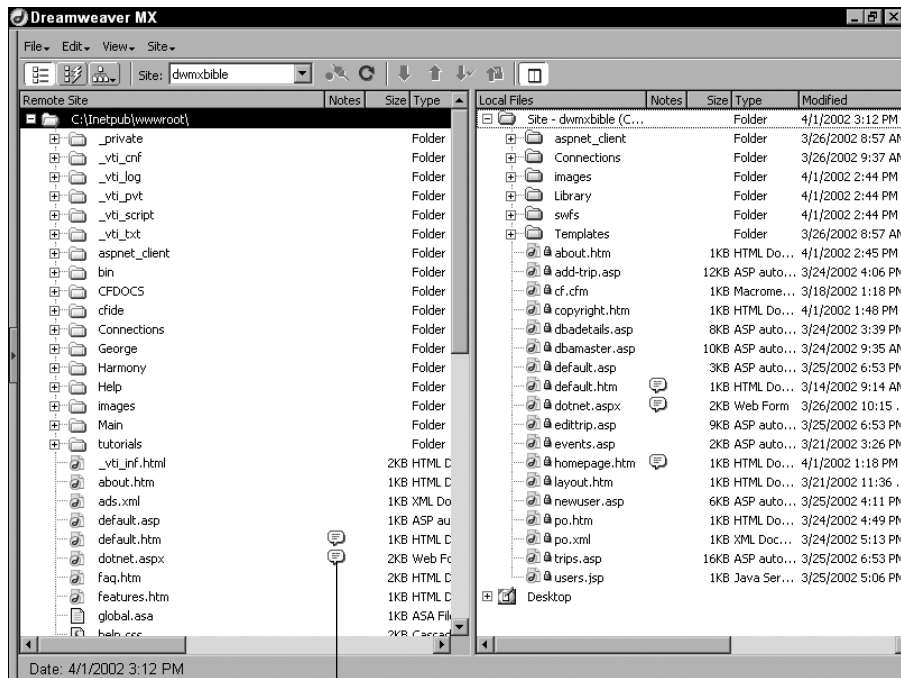 Dreamweaver MX
File Edit View Site
Site: dwmxbible
Remote Site Notes Size Type
C:\Inetpub\wwwroot\
_private Folder
_vti_cnf Folder
_vti_log Folder
_vti_pvt Folder
_vti_script Folder
_vti_txt Folder
aspnet_client Folder
bin Folder
CFDOCS Folder
cfide Folder
Connections Folder
George Folder
Harmony Folder
Help Folder
images Folder
Main Folder
tutorials Folder
_vti_inf.html 2KB HTML D
about.htm 1KB HTML D
ads.xml 1KB XML Do
default.asp 1KB ASP au
default.htm 1KB HTML D
dotnet.aspx 2KB Web Fo
faq.htm 2KB HTML D
features.htm 1KB HTML D
global.asa 1KB ASA Fil
help.css 2KB Cascad
Local Files Notes Size Type Modified
Site - dwmxbible (C... Folder 4/1/2002 3:12 PM
aspnet_client Folder 3/26/2002 8:57 AM
Connections Folder 3/26/2002 9:37 AM
images Folder 4/1/2002 2:44 PM
Library Folder 4/1/2002 2:44 PM
swfs Folder 4/1/2002 2:44 PM
Templates Folder 3/26/2002 8:57 AM
about.htm 1KB HTML Do... 4/1/2002 2:45 PM
add-trip.asp 12KB ASP auto... 3/24/2002 4:06 PM
cf.cfm 1KB Macrome... 3/18/2002 1:18 PM
copyright.htm 1KB HTML Do... 4/1/2002 1:48 PM
dbadetails.asp 8KB ASP auto... 3/24/2002 3:39 PM
dbamaster.asp 10KB ASP auto... 3/24/2002 9:35 AM
default.asp 3KB ASP auto... 3/25/2002 6:53 PM
default.htm 1KB HTML Do... 3/14/2002 9:14 AM
dotnet.aspx 2KB Web Form 3/26/2002 10:15 .
edittrip.asp 9KB ASP auto... 3/25/2002 6:53 PM
events.asp 2KB ASP auto... 3/21/2002 3:26 PM
homepage.htm 1KB HTML Do... 4/1/2002 1:18 PM
layout.htm 1KB HTML Do... 3/21/2002 11:36 .
newuser.asp 6KB ASP auto... 3/25/2002 4:11 PM
po.htm 1KB HTML Do... 3/24/2002 4:49 PM
po.xml 1KB XML Doc... 3/24/2002 5:13 PM
trips.asp 16KB ASP auto... 3/25/2002 6:53 PM
users.jsp 1KB Java Ser... 3/25/2002 5:06 PM
Desktop
Date: 4/1/2002 3:12 PM